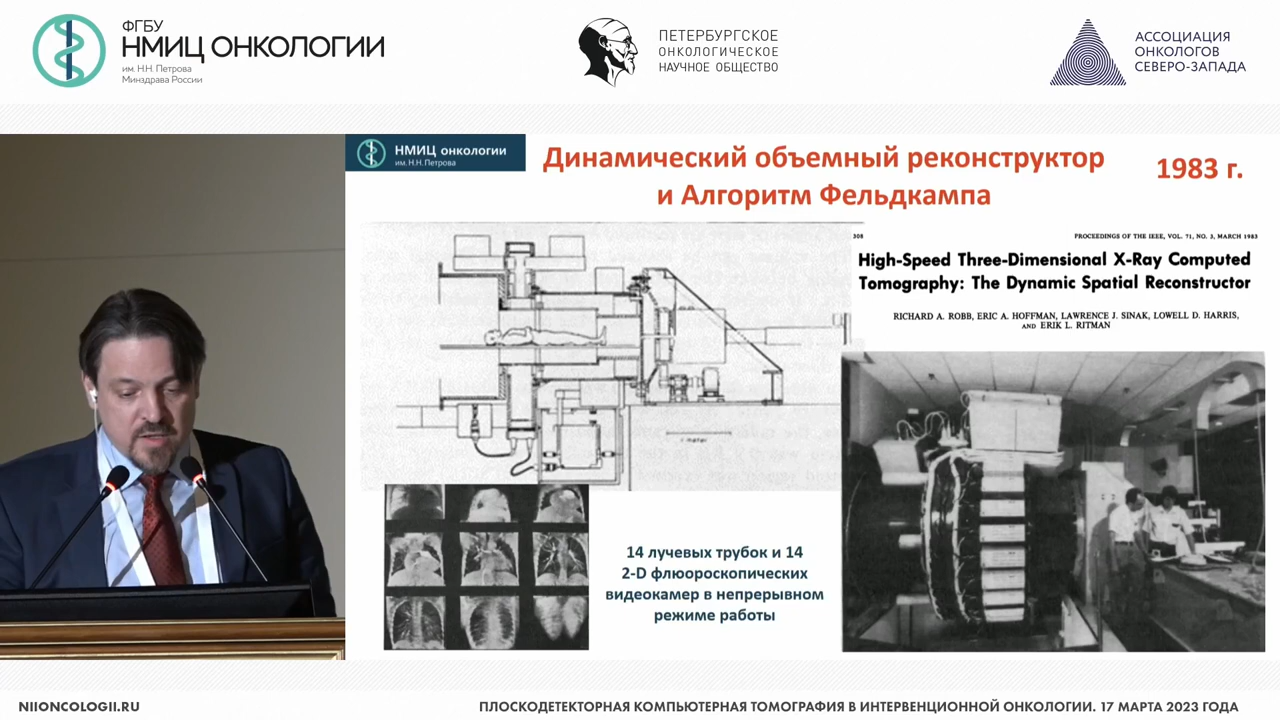 ФГБУ
НМИЦ ОНКОЛОГИИ
им. Н.Н. Петрова
Минздрава России
ПЕТЕРБУРГСКОЕ
ОНКОЛОГИЧЕСКОЕ
НАУЧНОЕ ОБЩЕСТВО
АССОЦИАЦИЯ
ОНКОЛОГОВ
СЕВЕРО-ЗАПАДА
НМИЦ онкологии
им. Н.Н.Петрова
Динамический объемный реконструктор
и Алгоритм Фельдкампа
1983 г.
308
PROCEEDINGS OF THE IEEE, VOL. 71, NO. 3, MARCH 1983
High-Speed Three-Dimensional X-Ray Computed
Tomography: The Dynamic Spatial Reconstructor
RICHARD A. ROBB, ERIC A. HOFFMAN, LAWRENCE J. SINAK, LOWELL D. HARRIS,
AND ERIK L. RITMAN
14 лучевых трубок и 14
2-D флюороскопических
видеокамер в непрерывном
режиме работы
NIIONCOLOGII.RU
ПЛОСКОДЕТЕКТОРНАЯ КОМПЬЮТЕРНАЯ ТОМОГРАФИЯ В ИНТЕРВЕНЦИОННОЙ ОНКОЛОГИИ. 17 МАРТА 2023 ГОДА